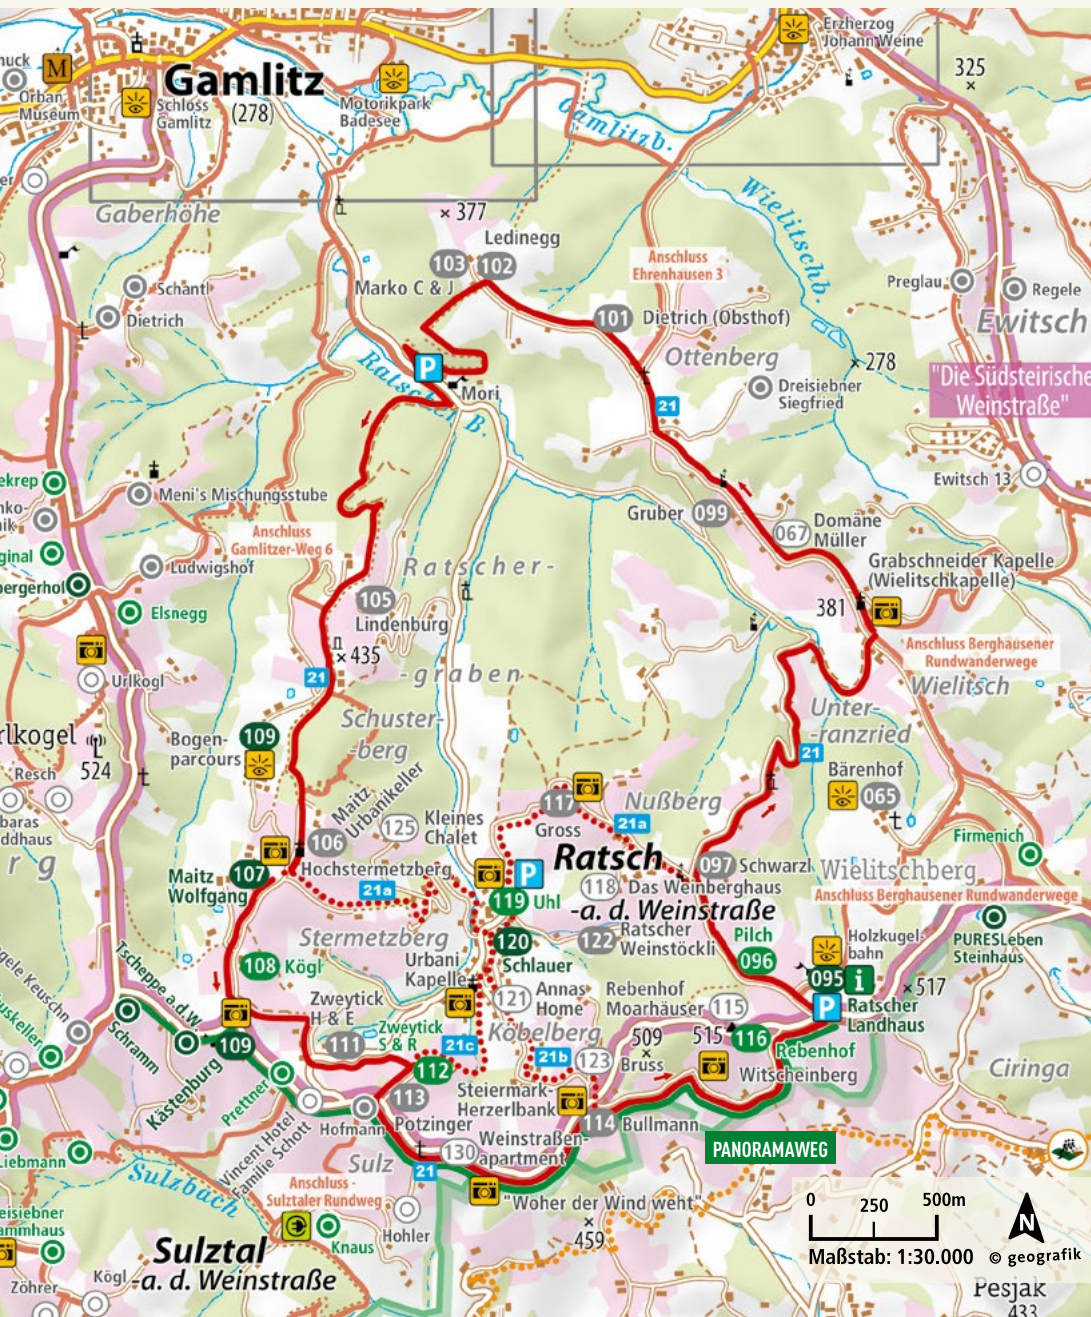 Erzherzog
Johann Weine
325
M
Orban
Museum
Gamlitz
(278)
Schloss
Gamlitz
Motorikpark
Badesee
Gamlitzb.
Wielitschb.
Gaberhöhe
377
Ledinegg
103
102
Marko C & J
Anschluss
Ehrenhausen 3
Preglau
Regele
Ewitsch
Schantl
Dietrich
101
Dietrich (Obsthof)
Ottenberg
278
"Die Südsteirische
Weinstraße"
P
Ratscher B.
Mori
Dreisiebner
Siegfried
21
Ewitsch 13
Meni's Mischungsstube
Gruber
099
067
Domäne
Müller
Anschluss
Gamlitzer-Weg 6
Ludwigshof
Ratscher-
Grabschneider Kapelle
(Wielitschkapelle)
Elsnegg
105
Lindenburg
381
435
-graben
Anschluss Berghausener
Rundwanderwege
Wielitsch
Urlkogl
21
524
Resch
Bogen-
parcours
109
Schuster-
-berg
Unter-
-ranzried
21
Bärenhof
065
Maitz
Urbanikeller
106
125
Kleines
Chalet
117
Gross
Nußberg
21a
Firmenich
Maitz
Wolfgang
107
Hochstermetzberg
21a
P
119
Uhl
Ratsch
-a. d. Weinstraße
118
Das Weinberghaus
097
Schwarzl
Wielitschberg
Anschluss Berghausener Rundwanderwege
Stermetzberg
120
Schlauer
122
Ratscher
Weinstöckli
Pilch
096
PURESLeben
Steinhaus
108
Kögl
Urbani
Kapelle
121
Annas
Home
Rebenhof
Moarhäuser
115
Holzkugel-
bahn
095
i
517
P
Ratscher
Landhaus
Tscheppe a.d.W.
Schramm
Zweytick
H & E
111
Zweytick
S & R
21c
Köbelberg
21b
123
509
Bruss
515
116
Rebenhof
Witscheinberg
Ciringa
109
Kästenburg
Prettner
112
113
Potzinger
Steiermark-
Herzerlbank
114
Bullmann
Vincent Hotel
Familie Schott
Hofmann
130
Weinstraßen-
apartment
PANORAMAWEG
Liebmann
Sulzbach
Sulz
21
Anschluss -
Sulztaler Rundweg
"Woher der Wind weht"
459
Knaus
Hohler
Sulztal
-a. d. Weinstraße
Zöhrer
Kögl
0
250
500m
N
Maßstab: 1:30.000
© geografik
Pesjak
433